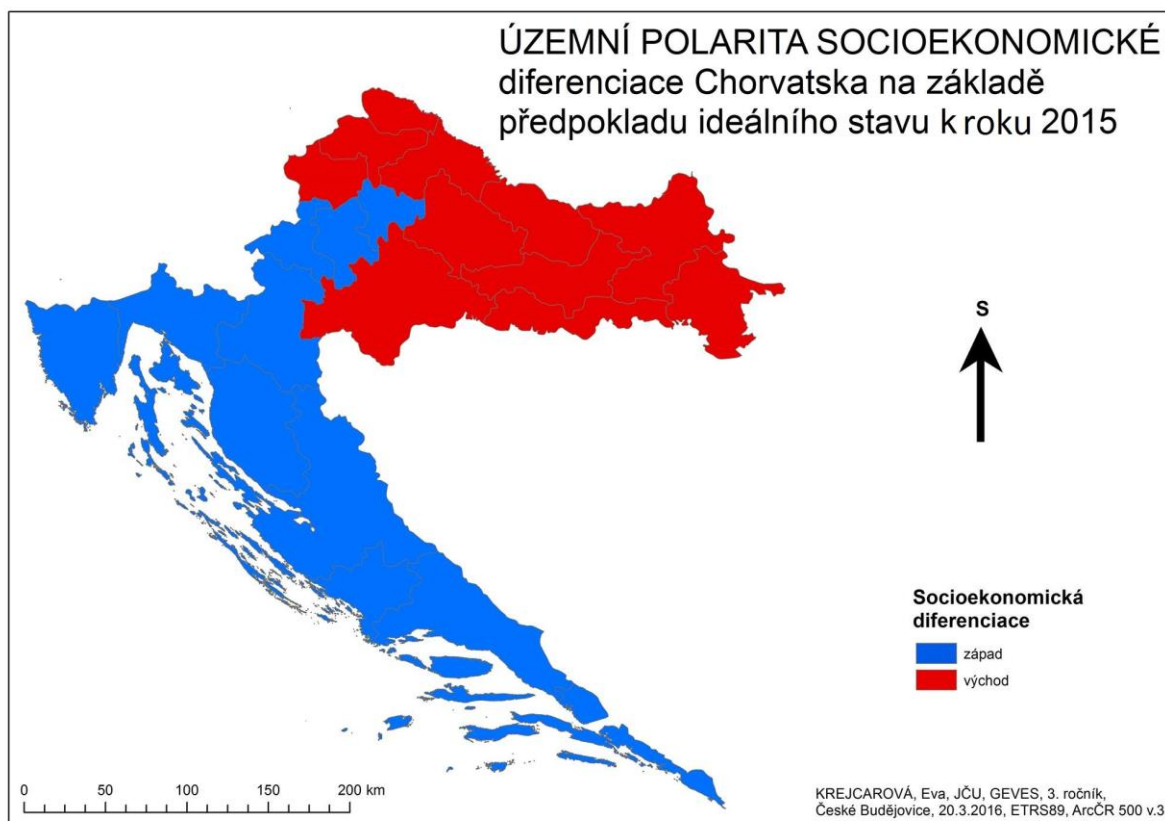 ÚZEMNÍ POLARITA SOCIOEKONOMICKÉ
diferenciace Chorvatska na základě
předpokladu ideálního stavu k roku 2015
S
Socioekonomická
diferenciace
západ
východ
0 50 100 150 200 km
KREJCAROVÁ, Eva, JČU, GEVES, 3. ročník,
České Budějovice, 20.3.2016, ETRS89, ArcČR 500 v.3